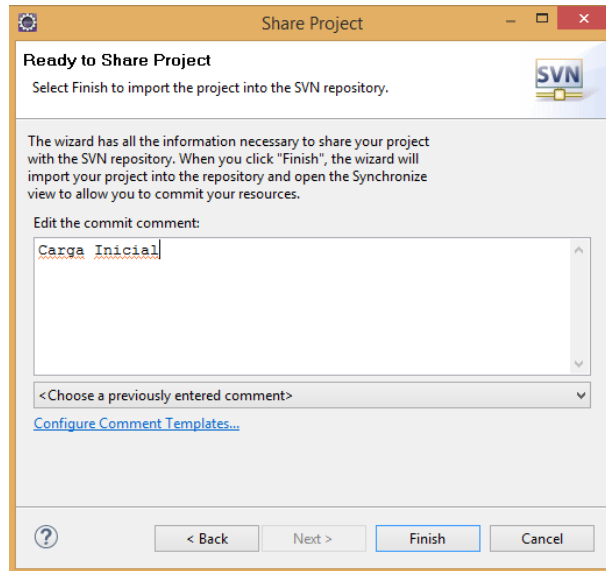 Share Project
Ready to Share Project
Select Finish to import the project into the SVN repository.
SVN
The wizard has all the information necessary to share your project
with the SVN repository. When you click "Finish", the wizard will
import your project into the repository and open the Synchronize
view to allow you to commit your resources.
Edit the commit comment:
Carga Inicial
<Choose a previously entered comment>
Configure Comment Templates...
?
< Back
Next >
Finish
Cancel